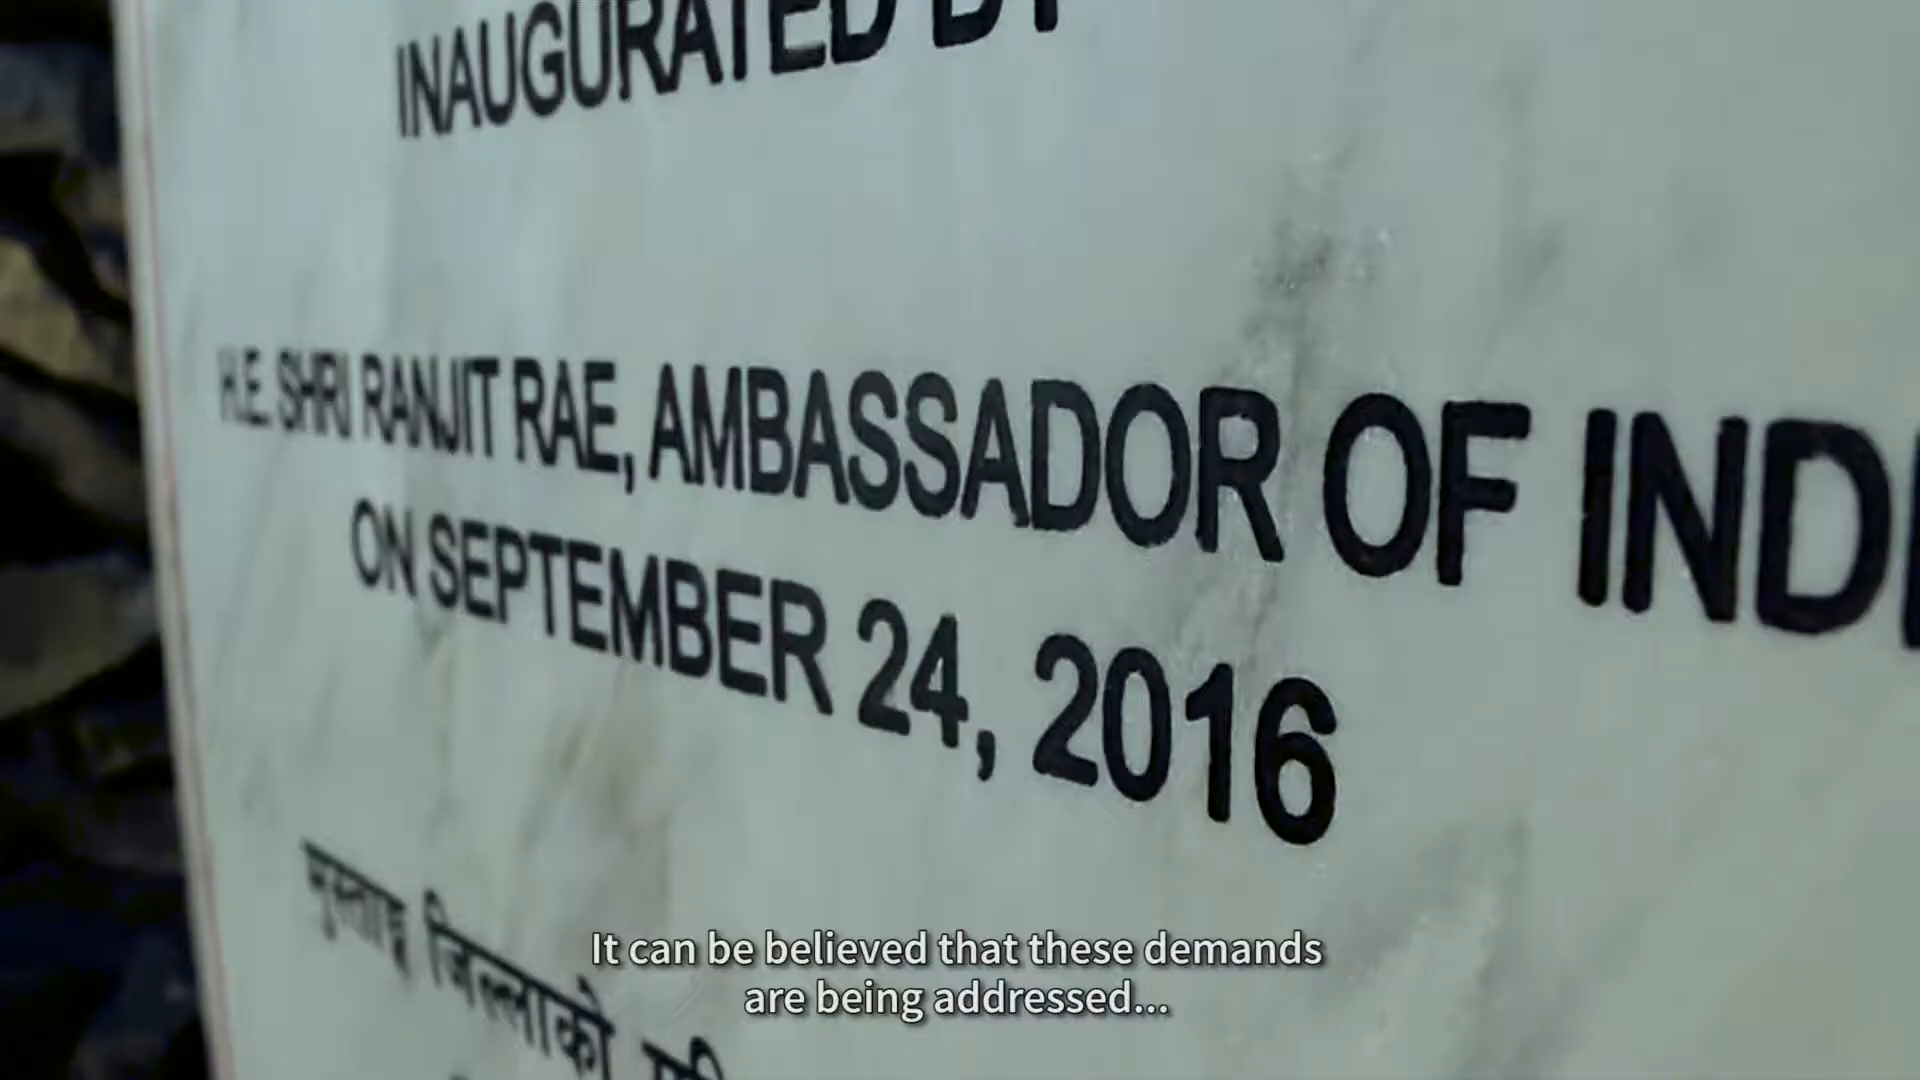 INAUGURATED BY
H.E. SHRI RANJIT RAE, AMBASSADOR OF INDI
ON SEPTEMBER 24, 2016
मुस्ताङ्ग जिल्लाको
It can be believed that these demands
are being addressed...